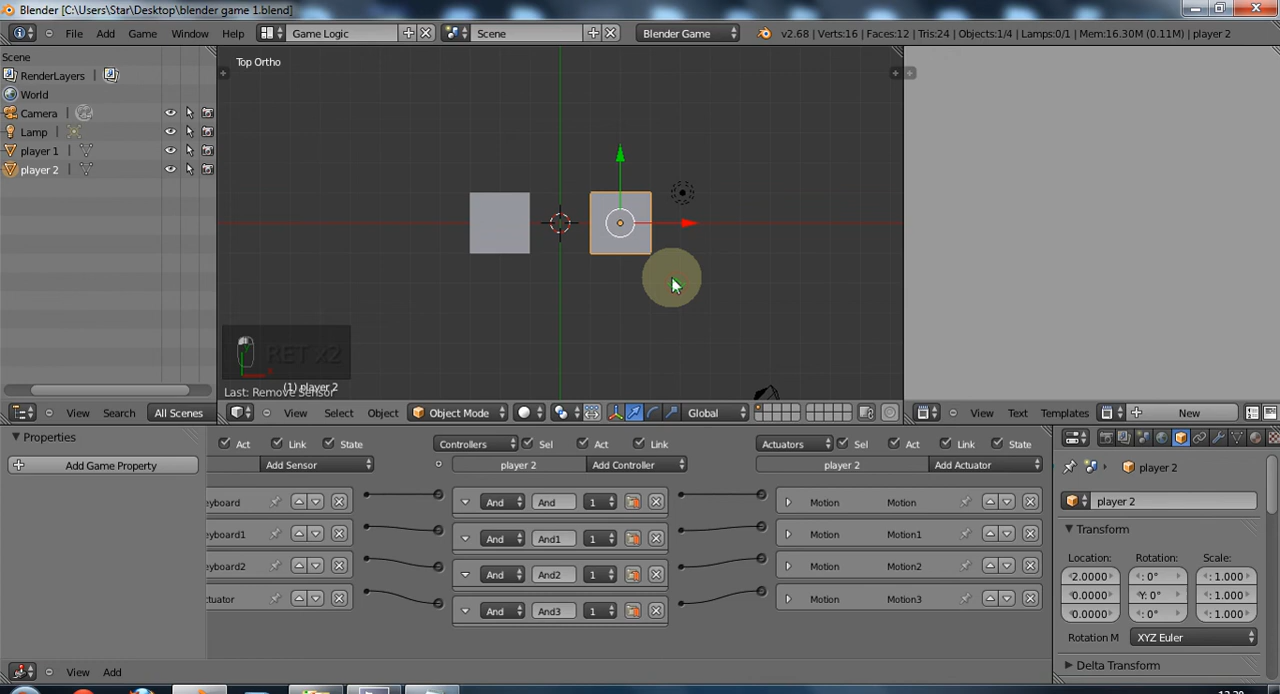 Blender [C:\Users\Star\Desktop\blender game 1.blend]
File Add Game Window Help Game Logic Scene Blender Game v2.68 | Verts:16 | Faces:12 | Tris:24 | Objects:1/4 | Lamps:0/1 | Mem:16.30M (0.11M) | player 2
Scene
RenderLayers |
World
Camera |
Lamp |
player 1 |
player 2 |
Top Ortho
RET X2
(1) player 2
Last: Remove Sensor
View Search All Scenes
View Select Object Object Mode Global
View Text Templates New
Properties
Add Game Property
Act Link State
Add Sensor
eyboard
eyboard1
eyboard2
ctuator
Controllers Sel Act Link
player 2 Add Controller
And And 1
And And1 1
And And2 1
And And3 1
Actuators Sel Act Link State
player 2 Add Actuator
Motion Motion
Motion Motion1
Motion Motion2
Motion Motion3
View Add
player 2
player 2
Transform
Location: Rotation: Scale:
2.0000 : 0° : 1.000
0.0000 Y: 0° : 1.000
0.0000 : 0° : 1.000
Rotation M XYZ Euler
Delta Transform